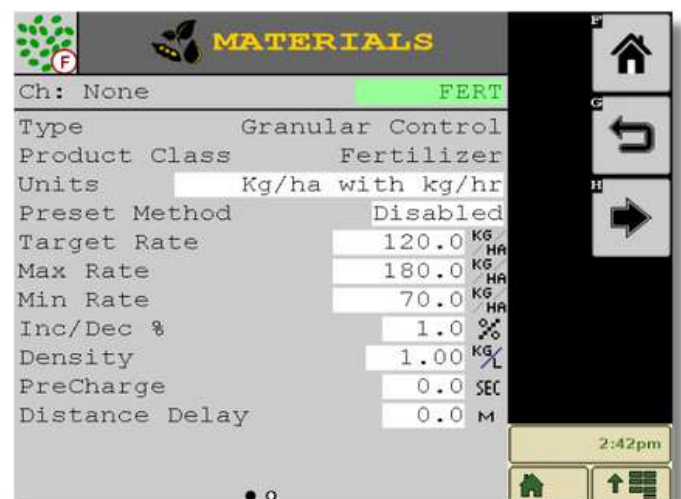 F
MATERIALS
Ch: None FERT
Type Granular Control
Product Class Fertilizer
Units Kg/ha with kg/hr
Preset Method Disabled
Target Rate 120.0 KG/HA
Max Rate 180.0 KG/HA
Min Rate 70.0 KG/HA
Inc/Dec % 1.0 %
Density 1.00 KG/L
PreCharge 0.0 SEC
Distance Delay 0.0 M
F
G
H
2:42pm